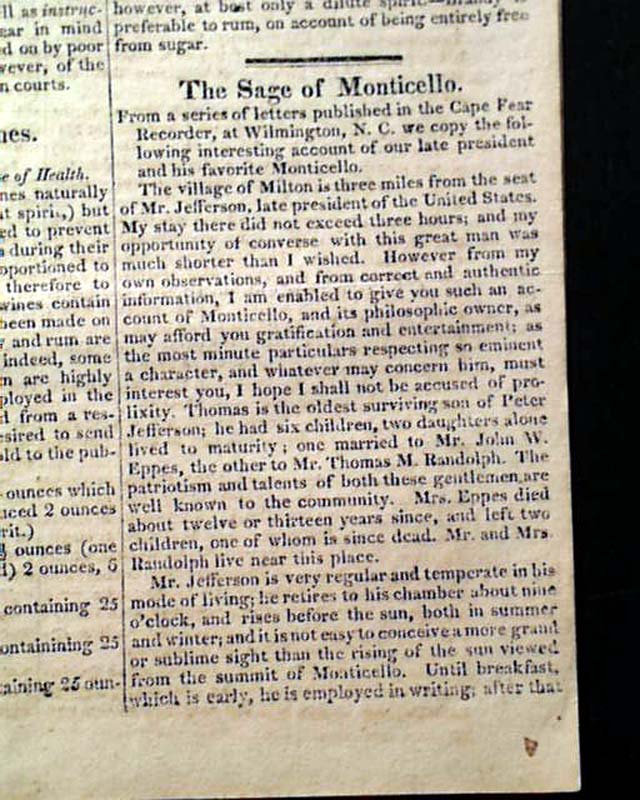 ll as instruc-
ear in mind
d on by poor
wever, of the
n courts.
nes.
se of Health.
nes naturally
at spirit,) but
ed to prevent
s during their
oportioned to
therefore to
wines contain
been made on
y and rum are
indeed, some
n are highly
ployed in the
d from a res-
esired to send
old to the pub-
ounces which
uced 2 ounces
rit.)
ounces (one
d) 2 ounces, 6
containing 25
ontainining 25
taining 25 oun-
however, at best only a dilute spirit.
preferable to rum, on account of being entirely free
from sugar.
The Sage of Monticello.
From a series of letters published in the Cape Fear
Recorder, at Wilmington, N. C. we copy the fol-
lowing interesting account of our late president
and his favorite Monticello.
The village of Milton is three miles from the seat
of Mr. Jefferson, late president of the United States.
My stay there did not exceed three hours; and my
opportunity of converse with this great man was
much shorter than I wished. However from my
own observations, and from correct and authentic
information, I am enabled to give you such an ac-
count of Monticello, and its philosophic owner, as
may afford you gratification and entertainment; as
the most minute particulars respecting so eminent
a character, and whatever may concern him, must
interest you, I hope I shall not be accused of pro-
lixity. Thomas is the oldest surviving son of Peter
Jefferson; he had six children, two daughters alone
lived to maturity; one married to Mr. John W.
Eppes, the other to Mr. Thomas M. Randolph. The
patriotism and talents of both these gentlemen are
well known to the community. Mrs. Eppes died
about twelve or thirteen years since, and left two
children, one of whom is since dead. Mr. and Mrs
Randolph live near this place.
Mr. Jefferson is very regular and temperate in his
mode of living; he retires to his chamber about nine
o'clock, and rises before the sun, both in summer
and winter; and it is not easy to conceive a more grand
or sublime sight than the rising of the sun viewed
from the summit of Monticello. Until breakfast,
which is early, he is employed in writing; after that